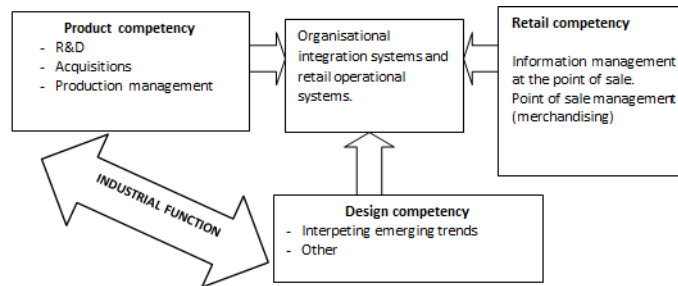 Product competency
- R&D
- Acquisitions
- Production management
Organisational
integration systems and
retail operational
systems.
Retail competency
Information management
at the point of sale.
Point of sale management
(merchandising)
INDUSTRIAL FUNCTION
Design competency
- Interpeting emerging trends
- Other